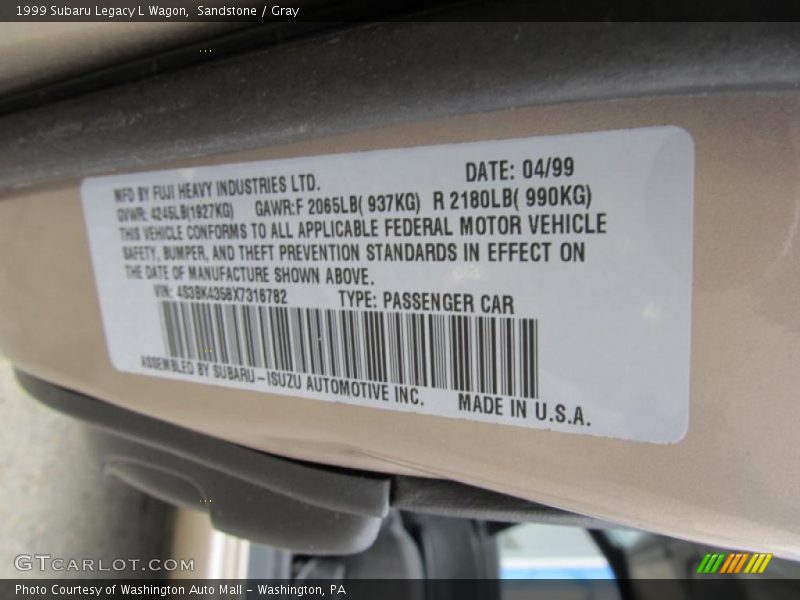 1999 Subaru Legacy L Wagon, Sandstone / Gray
MFD BY FUJI HEAVY INDUSTRIES LTD. DATE: 04/99
GVWR: 4245LB(1927KG) GAWR:F 2065LB( 937KG) R 2180LB( 990KG)
THIS VEHICLE CONFORMS TO ALL APPLICABLE FEDERAL MOTOR VEHICLE
SAFETY, BUMPER, AND THEFT PREVENTION STANDARDS IN EFFECT ON
THE DATE OF MANUFACTURE SHOWN ABOVE.
VIN: 4S3BK4358X7316782 TYPE: PASSENGER CAR
ASSEMBLED BY SUBARU-ISUZU AUTOMOTIVE INC. MADE IN U.S.A.
GTCARLOT.COM
Photo Courtesy of Washington Auto Mall - Washington, PA